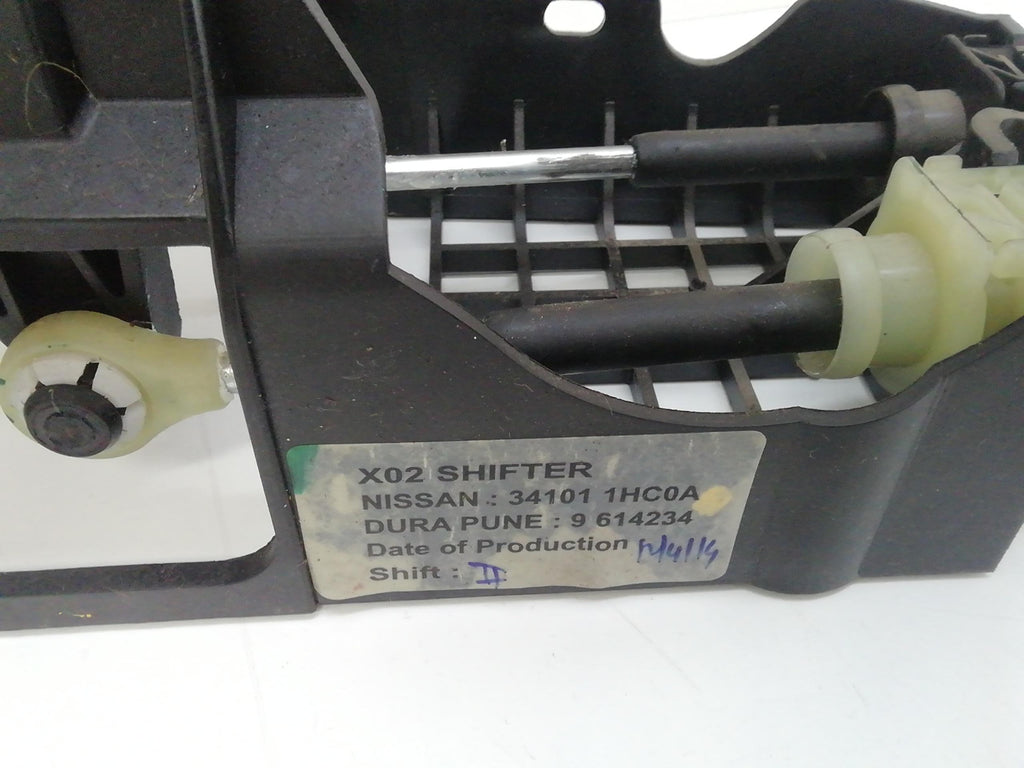 X02 SHIFTER
NISSAN : 34101 1HC0A
DURA PUNE : 9 614234
Date of Production
Shift : II